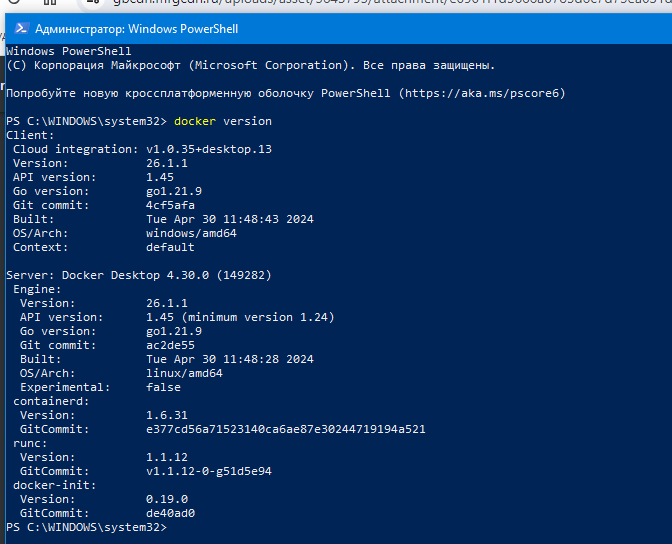 Администратор: Windows PowerShell
Windows PowerShell
(C) Корпорация Майкрософт (Microsoft Corporation). Все права защищены.
Попробуйте новую кроссплатформенную оболочку PowerShell (https://aka.ms/pscore6)
PS C:\WINDOWS\system32> docker version
Client:
Cloud integration: v1.0.35+desktop.13
Version: 26.1.1
API version: 1.45
Go version: go1.21.9
Git commit: 4cf5afa
Built: Tue Apr 30 11:48:43 2024
OS/Arch: windows/amd64
Context: default
Server: Docker Desktop 4.30.0 (149282)
Engine:
Version: 26.1.1
API version: 1.45 (minimum version 1.24)
Go version: go1.21.9
Git commit: ac2de55
Built: Tue Apr 30 11:48:28 2024
OS/Arch: linux/amd64
Experimental: false
containerd:
Version: 1.6.31
GitCommit: e377cd56a71523140ca6ae87e30244719194a521
runc:
Version: 1.1.12
GitCommit: v1.1.12-0-g51d5e94
docker-init:
Version: 0.19.0
GitCommit: de40ad0
PS C:\WINDOWS\system32>